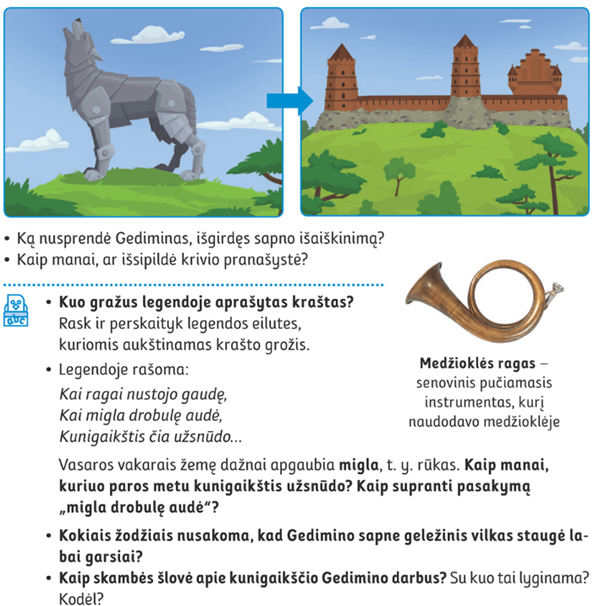 • Ką nusprendė Gediminas, išgirdęs sapno išaiškinimą?
• Kaip manai, ar išsipildė krivio pranašystė?
abc
• Kuo gražus legendoje aprašytas kraštas?
Rask ir perskaityk legendos eilutes,
kuriomis aukštinamas krašto grožis.
• Legendoje rašoma:
Kai ragai nustojo gaudę,
Kai migla drobulę audė,
Kunigaikštis čia užsnūdo...
Medžioklės ragas –
senovinis pučiamasis
instrumentas, kurį
naudodavo medžioklėje
Vasaros vakarais žemę dažnai apgaubia migla, t. y. rūkas. Kaip manai,
kuriuo paros metu kunigaikštis užsnūdo? Kaip supranti pasakymą
„migla drobulę audė“?
• Kokiais žodžiais nusakoma, kad Gedimino sapne geležinis vilkas staugė la-
bai garsiai?
• Kaip skambės šlovė apie kunigaikščio Gedimino darbus? Su kuo tai lyginama?
Kodėl?